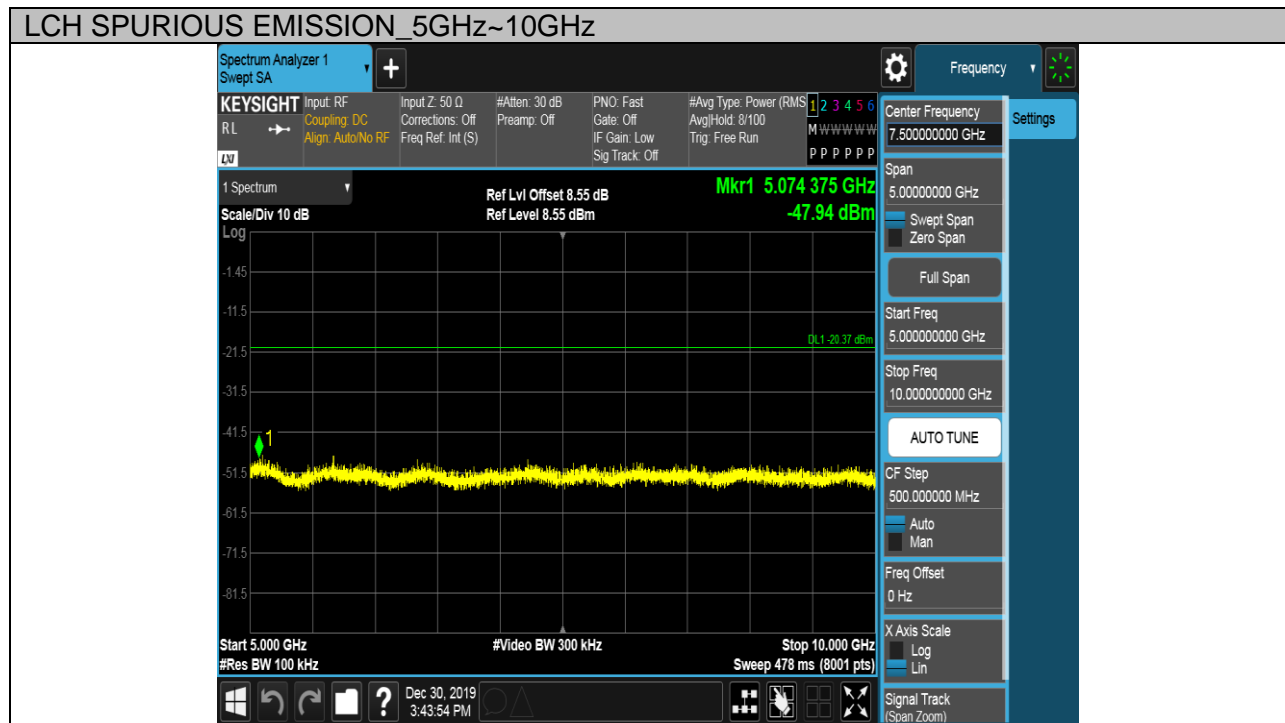 LCH SPURIOUS EMISSION_5GHz~10GHz
Spectrum Analyzer 1
Swept SA
+
Frequency
KEYSIGHT
RL
LXI
Input: RF
Coupling: DC
Align: Auto/No RF
Input Z: 50 Ω
Corrections: Off
Freq Ref: Int (S)
#Atten: 30 dB
Preamp: Off
PNO: Fast
Gate: Off
IF Gain: Low
Sig Track: Off
#Avg Type: Power (RMS
Avg|Hold: 8/100
Trig: Free Run
1 2 3 4 5 6
M W W W W W
P P P P P P
1 Spectrum
Scale/Div 10 dB
Log
Ref Lvl Offset 8.55 dB
Ref Level 8.55 dBm
Mkr1 5.074 375 GHz
-47.94 dBm
-1.45
-11.5
DL1 -20.37 dBm
-21.5
-31.5
-41.5
1
-51.5
-61.5
-71.5
-81.5
Start 5.000 GHz
#Res BW 100 kHz
#Video BW 300 kHz
Stop 10.000 GHz
Sweep 478 ms (8001 pts)
?
Dec 30, 2019
3:43:54 PM
Center Frequency
7.500000000 GHz
Settings
Span
5.00000000 GHz
Swept Span
Zero Span
Full Span
Start Freq
5.000000000 GHz
Stop Freq
10.000000000 GHz
AUTO TUNE
CF Step
500.000000 MHz
Auto
Man
Freq Offset
0 Hz
X Axis Scale
Log
Lin
Signal Track
(Span Zoom)